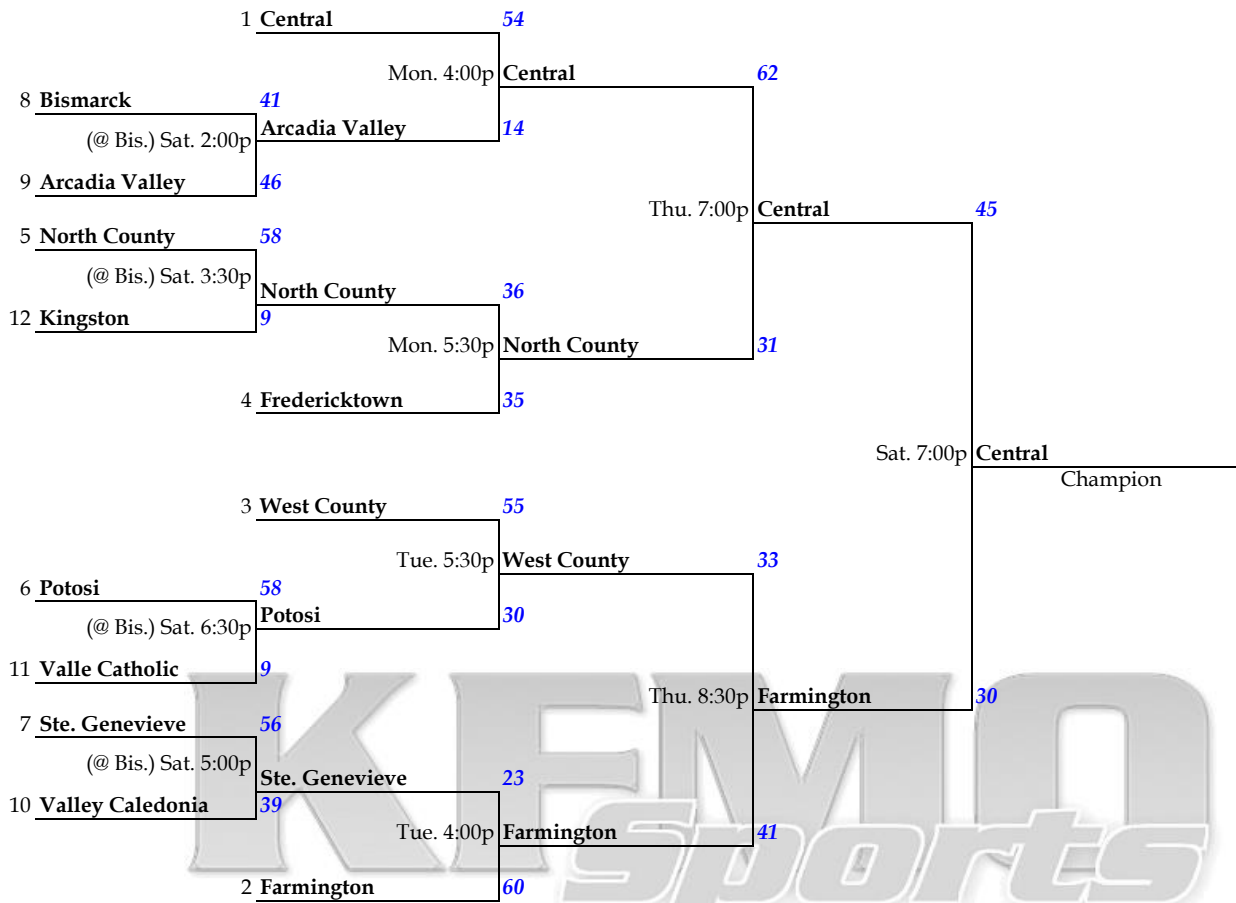 1 Central 54
Mon. 4:00p Central 62
8 Bismarck 41
(@ Bis.) Sat. 2:00p Arcadia Valley 14
9 Arcadia Valley 46
Thu. 7:00p Central 45
5 North County 58
(@ Bis.) Sat. 3:30p North County 36
12 Kingston 9
Mon. 5:30p North County 31
4 Fredericktown 35
Sat. 7:00p Central
Champion
3 West County 55
Tue. 5:30p West County 33
6 Potosi 58
(@ Bis.) Sat. 6:30p Potosi 30
11 Valle Catholic 9
Thu. 8:30p Farmington 30
7 Ste. Genevieve 56
(@ Bis.) Sat. 5:00p Ste. Genevieve 23
10 Valley Caledonia 39
Tue. 4:00p Farmington 41
2 Farmington 60
KFMO
Sports